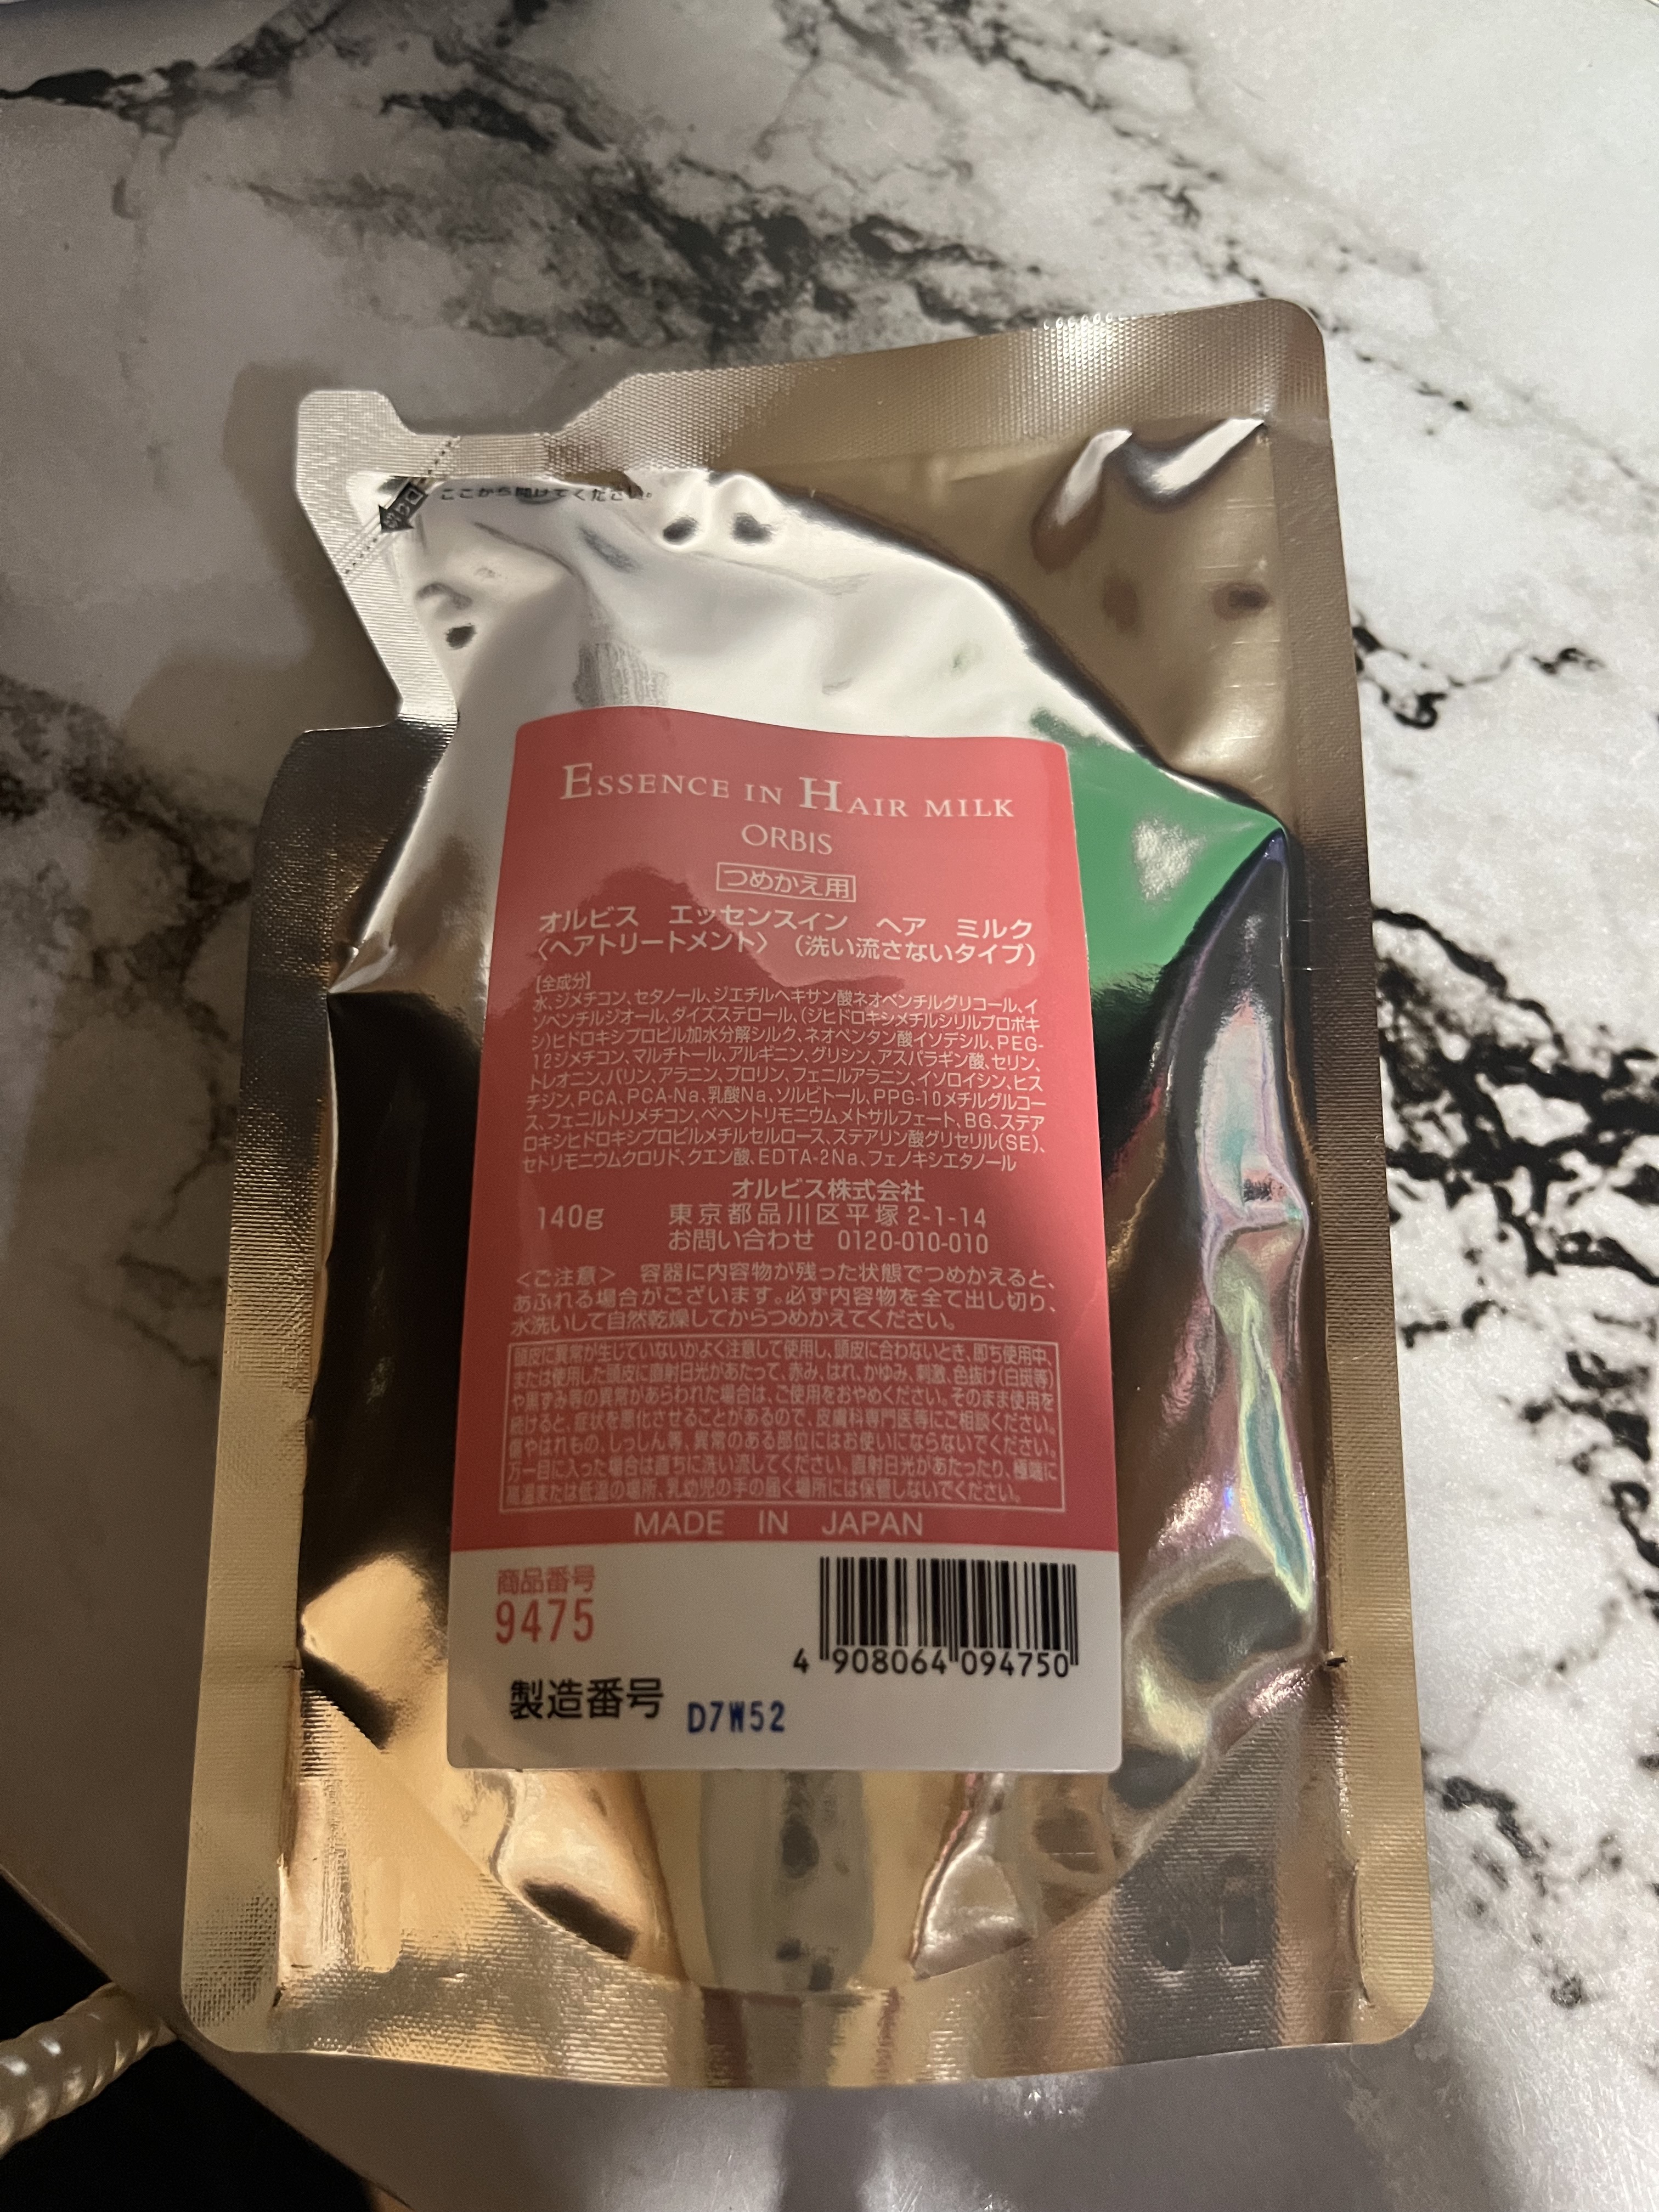 ここから開けてください。
切り口
ESSENCE IN HAIR MILK
ORBIS
つめかえ用
オルビス エッセンスイン ヘア ミルク
〈ヘアトリートメント〉(洗い流さないタイプ)
[全成分]
水、ジメチコン、セタノール、ジエチルヘキサン酸ネオペンチルグリコール、イ
ソペンチルジオール、ダイズステロール、(ジヒドロキシメチルシリルプロポキ
シ)ヒドロキシプロピル加水分解シルク、ネオペンタン酸イソデシル、PEG-
12ジメチコン、マルチトール、アルギニン、グリシン、アスパラギン酸、セリン、
トレオニン、バリン、アラニン、プロリン、フェニルアラニン、イソロイシン、ヒス
チジン、PCA、PCA-Na、乳酸Na、ソルビトール、PPG-10メチルグルコー
ス、フェニルトリメチコン、ベヘントリモニウムメトサルフェート、BG、ステア
ロキシヒドロキシプロピルメチルセルロース、ステアリン酸グリセリル(SE)、
セトリモニウムクロリド、クエン酸、EDTA-2Na、フェノキシエタノール
オルビス株式会社
140g 東京都品川区平塚2-1-14
お問い合わせ 0120-010-010
<ご注意> 容器に内容物が残った状態でつめかえると、
あふれる場合がございます。必ず内容物を全て出し切り、
水洗いして自然乾燥してからつめかえてください。
頭皮に異常が生じていないかよく注意して使用し、頭皮に合わないとき、即ち使用中、
または使用した頭皮に直射日光があたって、赤み、はれ、かゆみ、刺激、色抜け(白斑等)
や黒ずみ等の異常があらわれた場合は、ご使用をおやめください。そのまま使用を
続けると、症状を悪化させることがあるので、皮膚科専門医等にご相談ください。
傷やはれもの、しっしん等、異常のある部位にはお使いにならないでください。
万一目に入った場合は直ちに洗い流してください。直射日光があたったり、極端に
高温または低温の場所、乳幼児の手の届く場所には保管しないでください。
MADE IN JAPAN
商品番号
9475
4 908064 094750
製造番号 D7W52